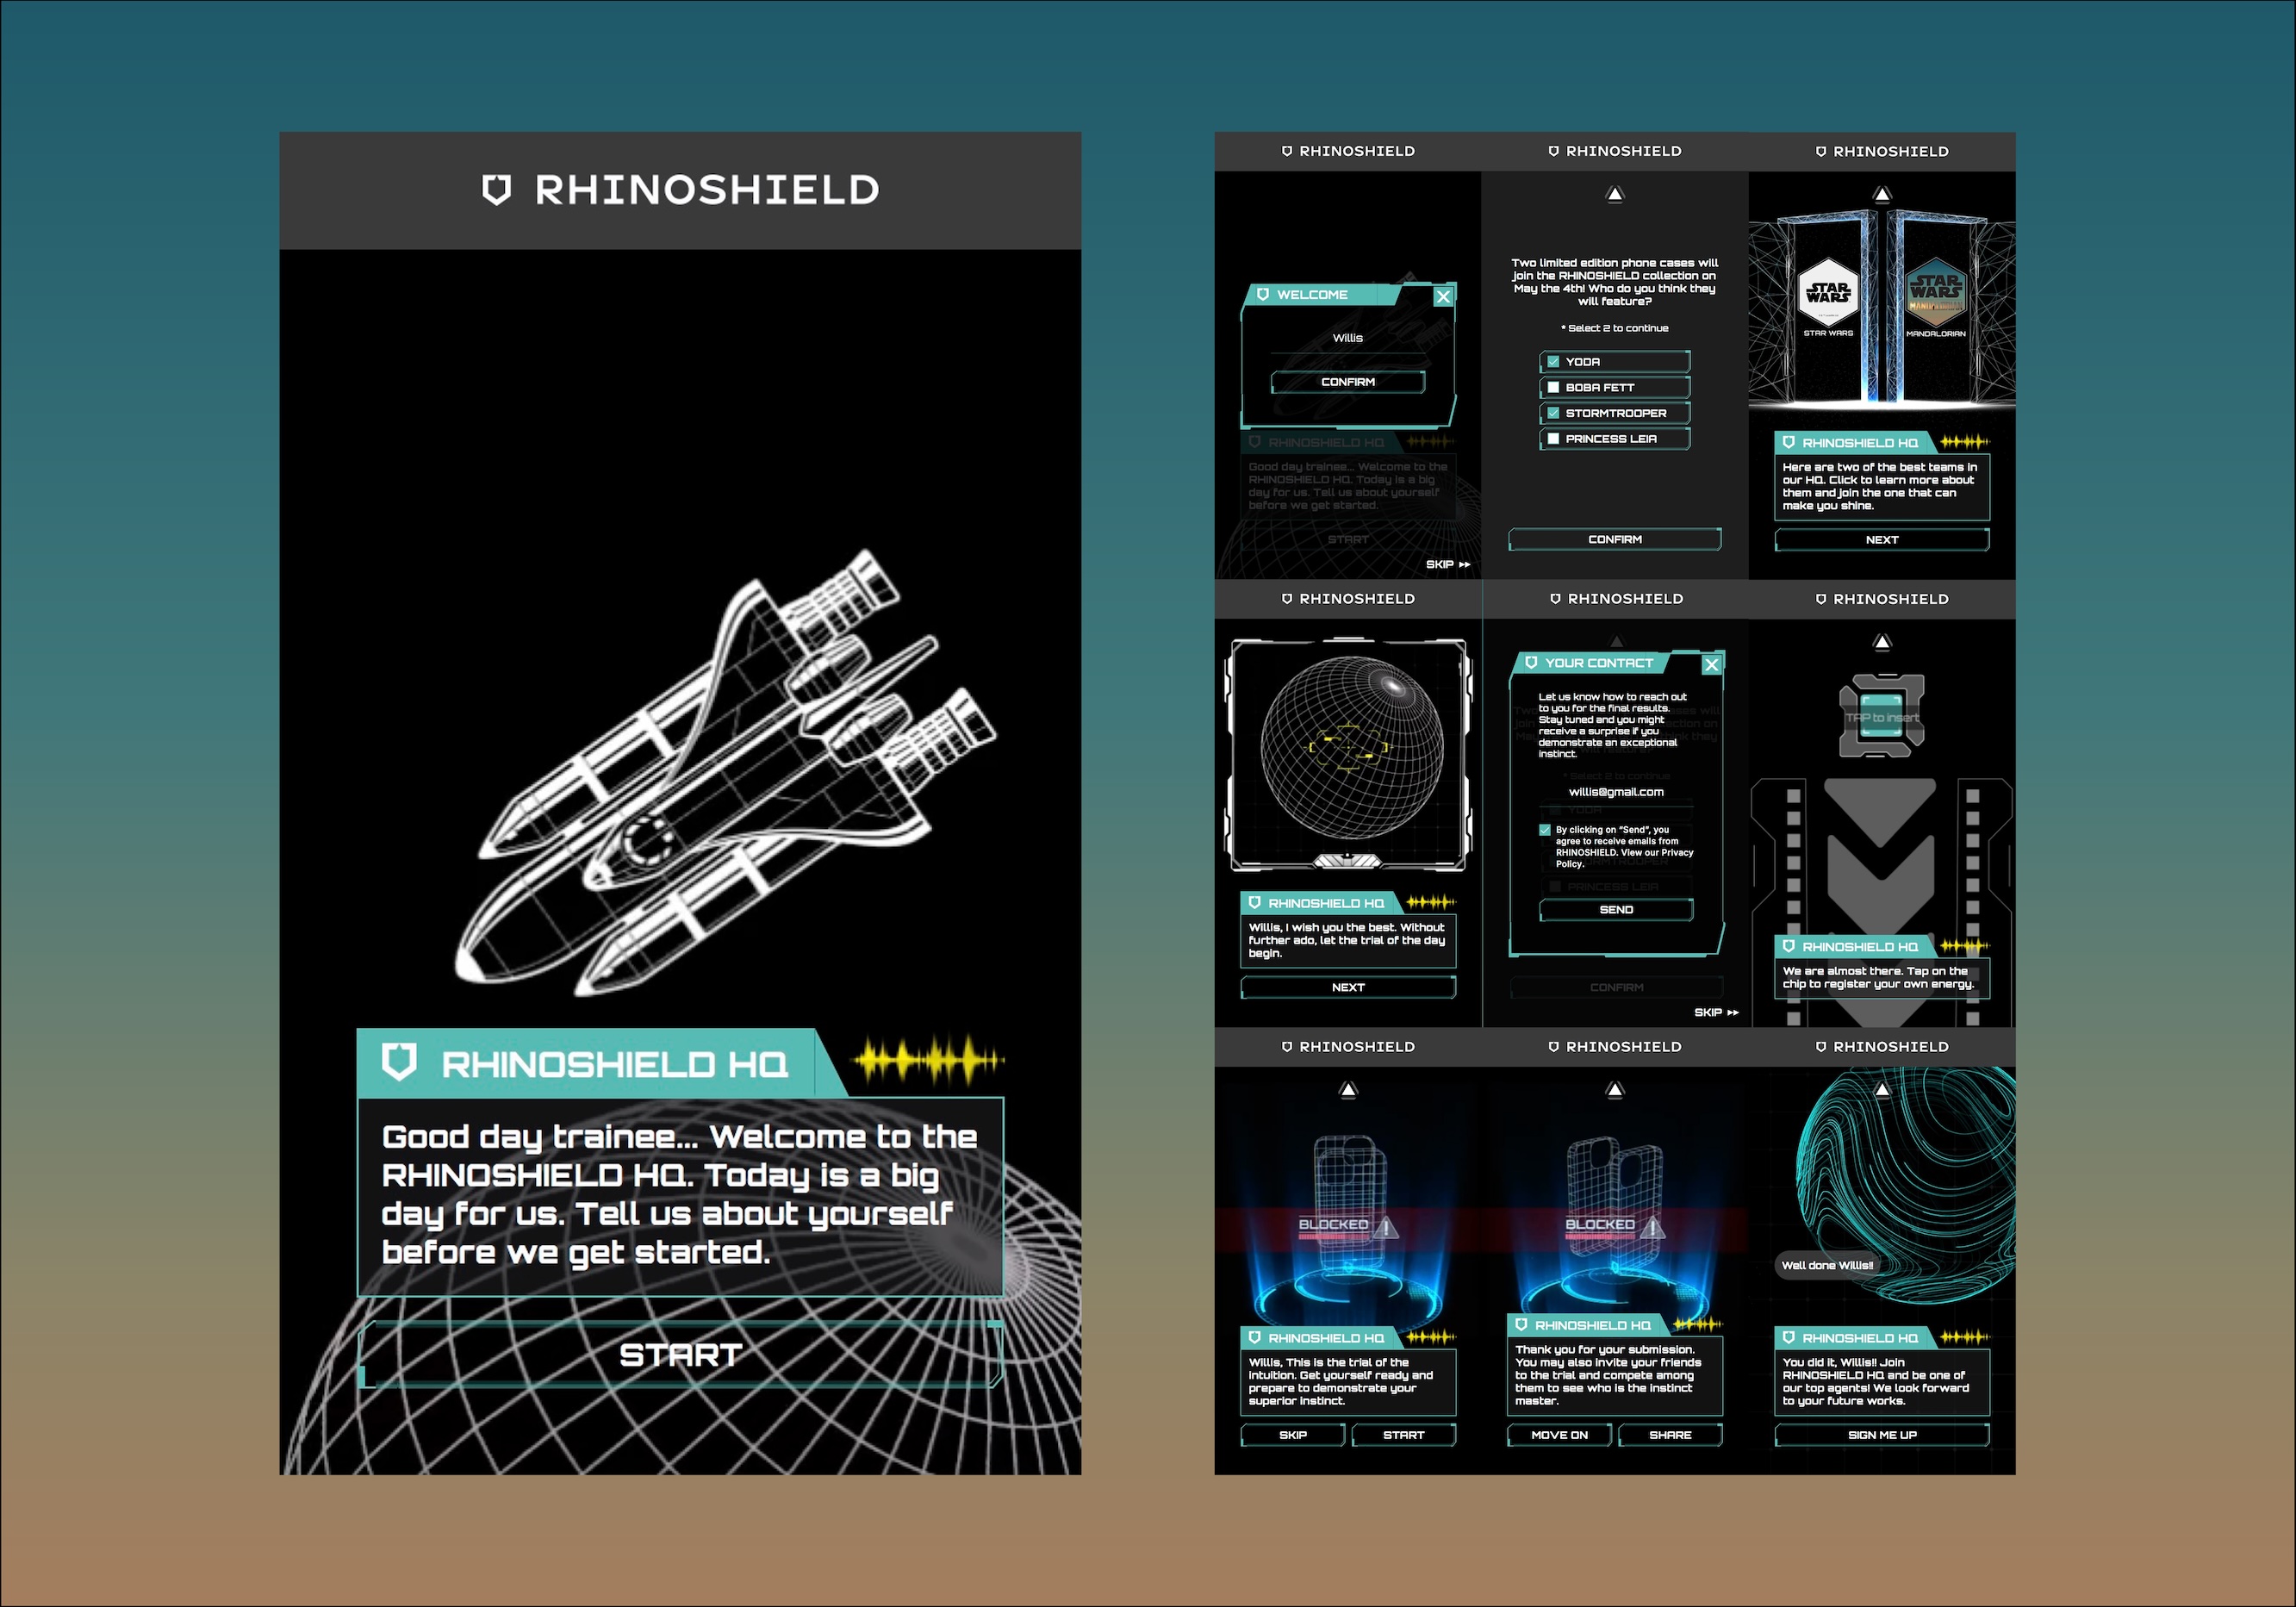 RHINOSHIELD
RHINOSHIELD HQ
Good day trainee... Welcome to the
RHINOSHIELD HQ. Today is a big
day for us. Tell us about yourself
before we get started.
START
RHINOSHIELD
WELCOME
Willis
CONFIRM
RHINOSHIELD HQ
Good day trainee... Welcome to the
RHINOSHIELD HQ. Today is a big
day for us. Tell us about yourself
before we get started.
START
SKIP
RHINOSHIELD
Two limited edition phone cases will
join the RHINOSHIELD collection on
May the 4th! Who do you think they
will feature?
* Select 2 to continue
YODA
BOBA FETT
STORMTROOPER
PRINCESS LEIA
CONFIRM
RHINOSHIELD
STAR
WARS
STAR WARS
STAR
WARS
MANDALORIAN
MANDALORIAN
RHINOSHIELD HQ
Here are two of the best teams in
our HQ. Click to learn more about
them and join the one that can
make you shine.
NEXT
RHINOSHIELD
RHINOSHIELD HQ
Willis, I wish you the best. Without
further ado, let the trial of the day
begin.
NEXT
RHINOSHIELD
YOUR CONTACT
Let us know how to reach out
to you for the final results.
Stay tuned and you might
receive a surprise if you
demonstrate an exceptional
instinct.
* Select 2 to continue
willis@gmail.com
YODA
By clicking on "Send", you
agree to receive emails from
RHINOSHIELD. View our Privacy
Policy.
PRINCESS LEIA
SEND
CONFIRM
SKIP
RHINOSHIELD
TAP to insert
RHINOSHIELD HQ
We are almost there. Tap on the
chip to register your own energy.
RHINOSHIELD
BLOCKED
RHINOSHIELD HQ
Willis, This is the trial of the
intuition. Get yourself ready and
prepare to demonstrate your
superior instinct.
SKIP
START
RHINOSHIELD
BLOCKED
RHINOSHIELD HQ
Thank you for your submission.
You may also invite your friends
to the trial and compete among
them to see who is the instinct
master.
MOVE ON
SHARE
RHINOSHIELD
Well done Willis!!
RHINOSHIELD HQ
You did it, Willis!! Join
RHINOSHIELD HQ and be one of
our top agents! We look forward
to your future works.
SIGN ME UP